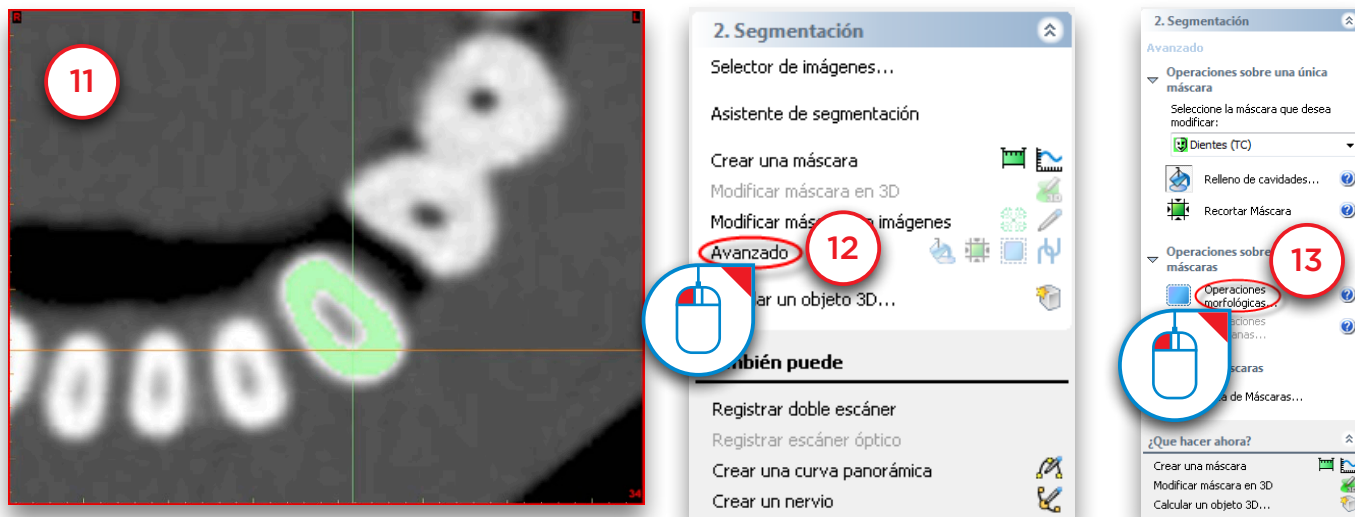 R
L
11
34
2. Segmentación
Selector de imágenes...
Asistente de segmentación
Crear una máscara
Modificar máscara en 3D
Modificar más imágenes
Avanzado
12
ar un objeto 3D...
mbién puede
Registrar doble escáner
Registrar escáner óptico
Crear una curva panorámica
Crear un nervio
2. Segmentación
Avanzado
Operaciones sobre una única
máscara
Seleccione la máscara que desea
modificar:
Dientes (TC)
Relleno de cavidades...
Recortar Máscara
Operaciones sobre
máscaras
13
Operaciones
morfológicas...
aciones
anas...
scaras
a de Máscaras...
¿Que hacer ahora?
Crear una máscara
Modificar máscara en 3D
Calcular un objeto 3D...